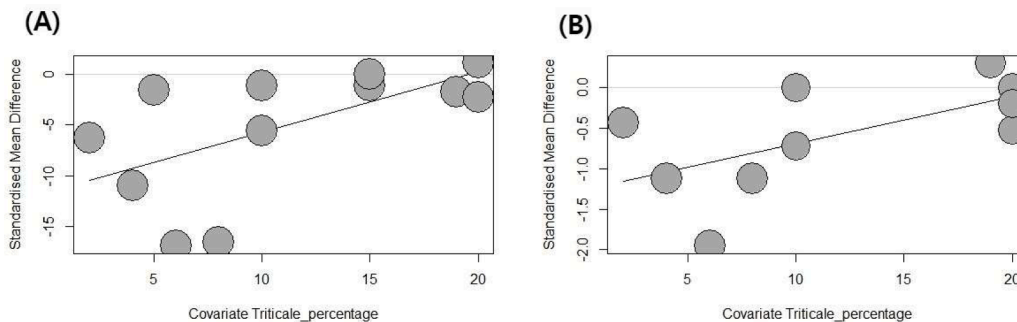 (A)
Standardised Mean Difference
0
-5
-10
-15
5 10 15 20
Covariate Triticale_percentage
(B)
Standardised Mean Difference
0.0
-0.5
-1.0
-1.5
-2.0
5 10 15 20
Covariate Triticale_percentage